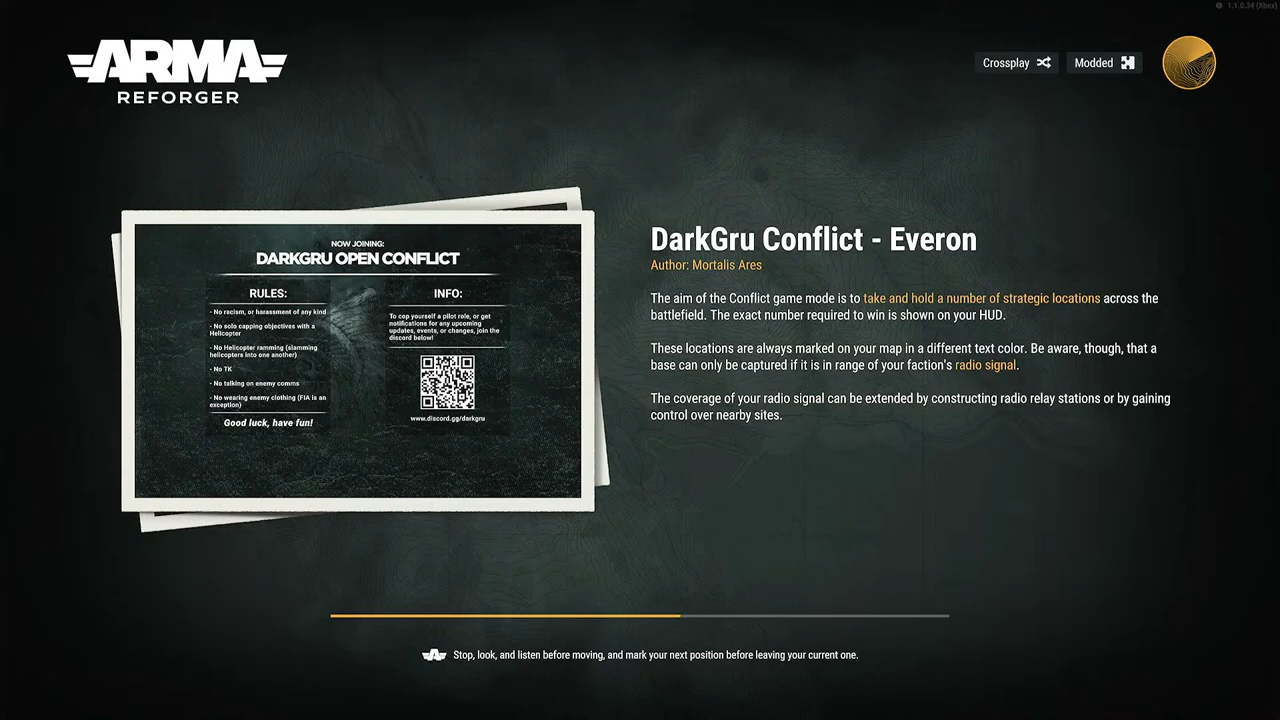 1.1.0.34 (Xbox)
ARMA
REFORGER
Crossplay
Modded
NOW JOINING:
DARKGRU OPEN CONFLICT
RULES:
- No racism, or harassment of any kind
- No solo capping objectives with a
Helicopter
- No Helicopter ramming (slamming
helicopters into one another)
- No TK
- No talking on enemy comms
- No wearing enemy clothing (FIA is an
exception)
Good luck, have fun!
INFO:
To cop yourself a pilot role, or get
notifications for any upcoming
updates, events, or changes, join the
discord below!
www.discord.gg/darkgru
DarkGru Conflict - Everon
Author: Mortalis Ares
The aim of the Conflict game mode is to take and hold a number of strategic locations across the
battlefield. The exact number required to win is shown on your HUD.
These locations are always marked on your map in a different text color. Be aware, though, that a
base can only be captured if it is in range of your faction's radio signal.
The coverage of your radio signal can be extended by constructing radio relay stations or by gaining
control over nearby sites.
Stop, look, and listen before moving, and mark your next position before leaving your current one.